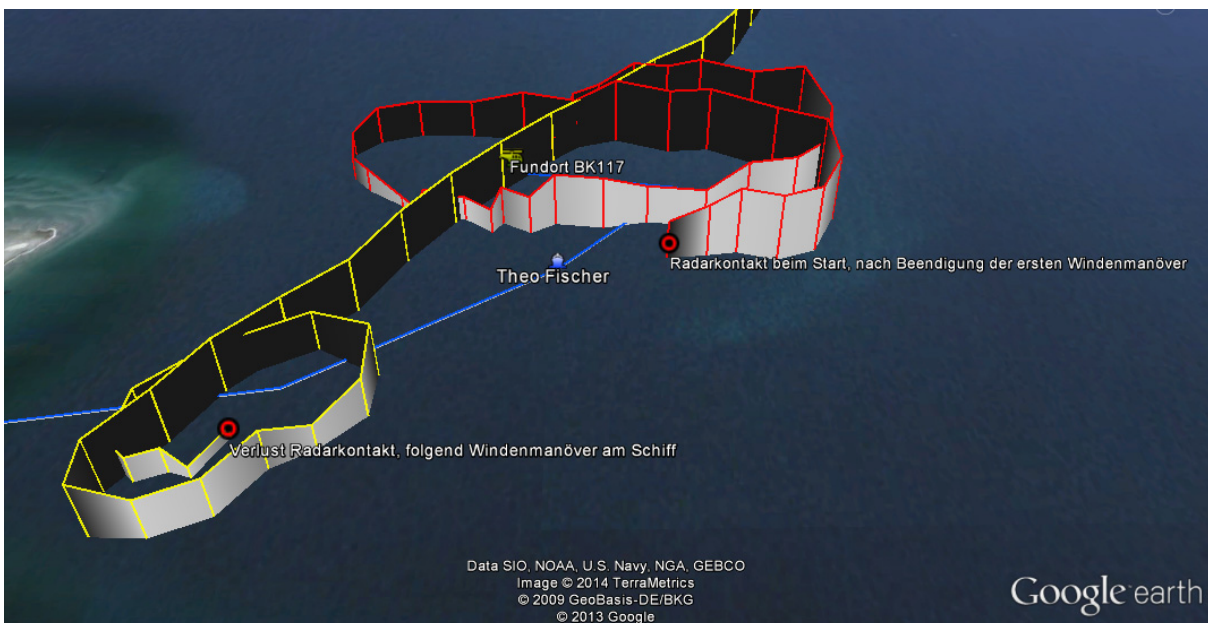 Fundort BK117
Radarkontakt beim Start, nach Beendigung der ersten Windenmanöver
Theo Fischer
Verlust Radarkontakt, folgend Windenmanöver am Schiff
Data SIO, NOAA, U.S. Navy, NGA, GEBCO
Image © 2014 TerraMetrics
© 2009 GeoBasis-DE/BKG
© 2013 Google
Google earth